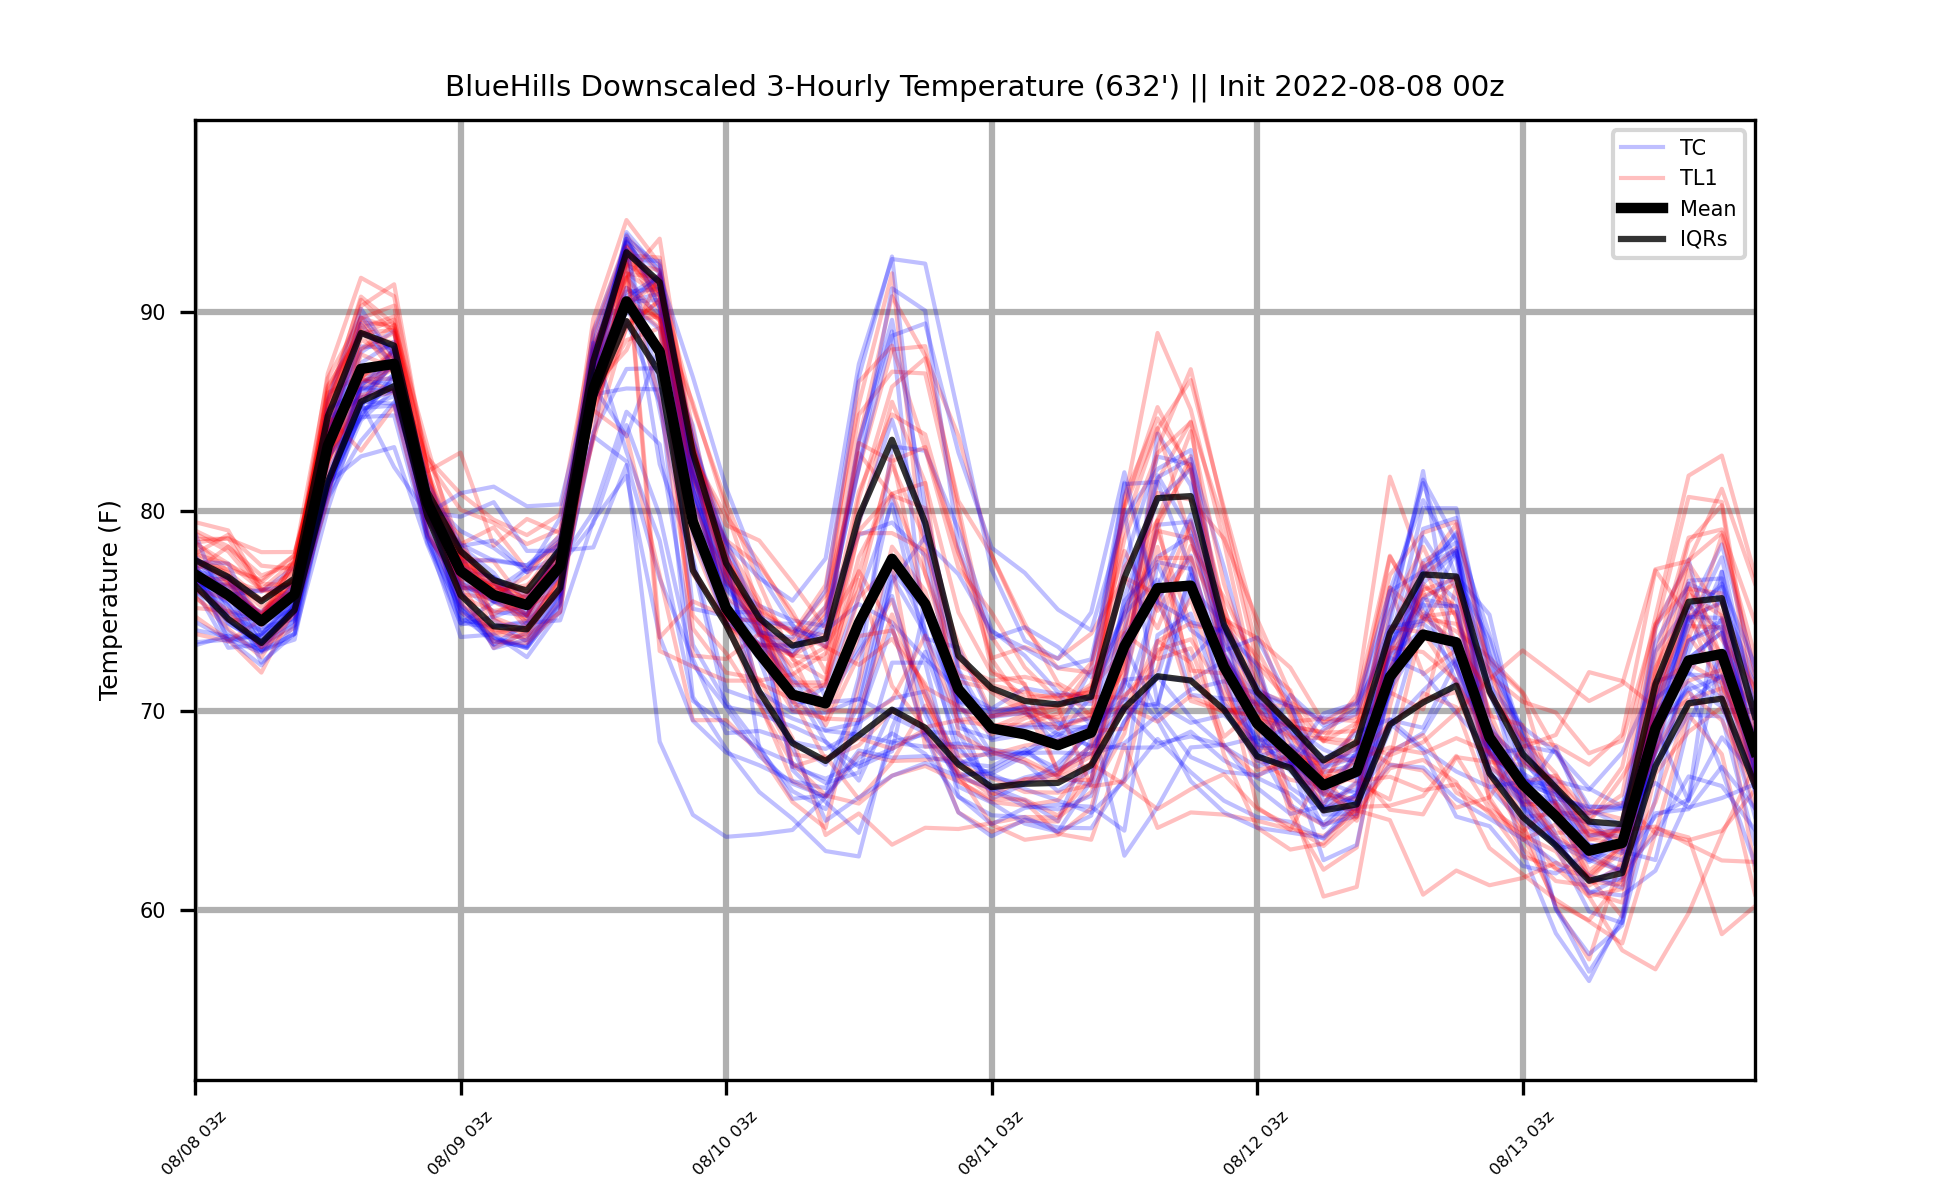 BlueHills Downscaled 3-Hourly Temperature (632') || Init 2022-08-08 00z
TC
TL1
Mean
IQRs
Temperature (F)
90
80
70
60
08/08 03z
08/09 03z
08/10 03z
08/11 03z
08/12 03z
08/13 03z